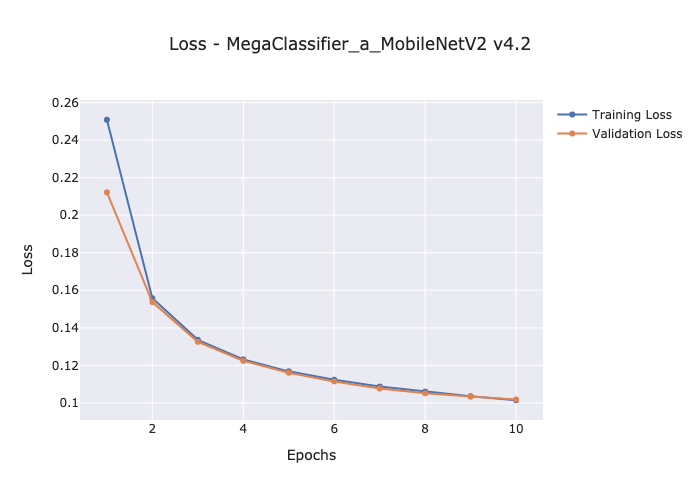 Loss - MegaClassifier_a_MobileNetV2 v4.2
0.26
0.24
0.22
0.2
0.18
0.16
0.14
0.12
0.1
Loss
2 4 6 8 10
Epochs
Training Loss
Validation Loss